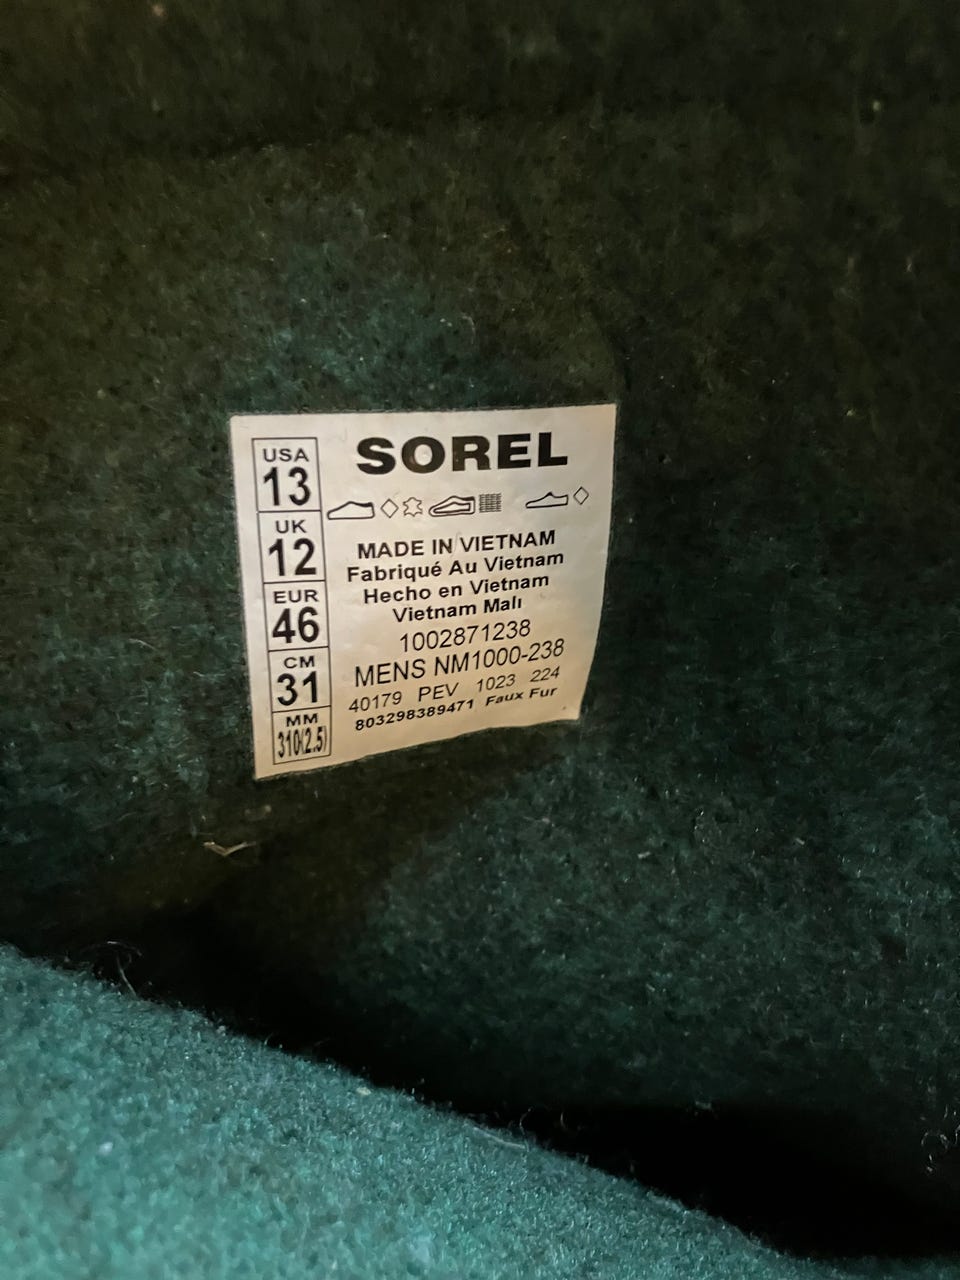 USA
13
UK
12
EUR
46
CM
31
MM
310(2.5)
SOREL
MADE IN VIETNAM
Fabriqué Au Vietnam
Hecho en Vietnam
Vietnam Malı
1002871238
MENS NM1000-238
40179 PEV 1023 224
803298389471 Faux Fur